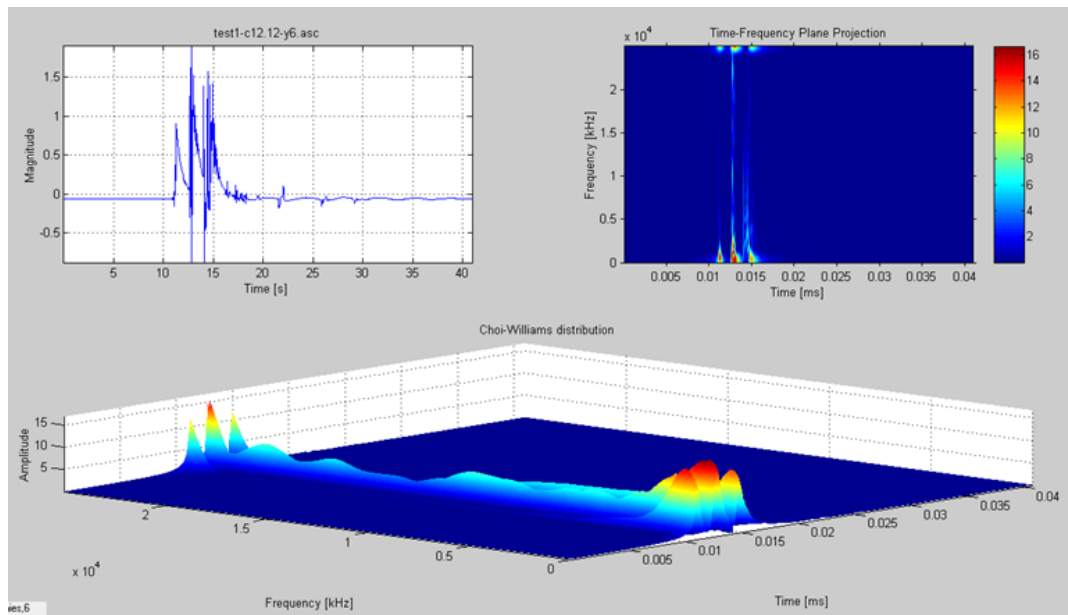 test1-c12.12-y6.asc
1.5
1
0.5
0
-0.5
Magnitude
5 10 15 20 25 30 35 40
Time [s]
Time-Frequency Plane Projection
x 10^4
2
1.5
1
0.5
0
Frequency [kHz]
0.005 0.01 0.015 0.02 0.025 0.03 0.035 0.04
Time [ms]
16
14
12
10
8
6
4
2
Choi-Williams distribution
15
10
5
Amplitude
2 1.5 1 0.5 0
x 10^4
Frequency [kHz]
0.005 0.01 0.015 0.02 0.025 0.03 0.035 0.04
Time [ms]